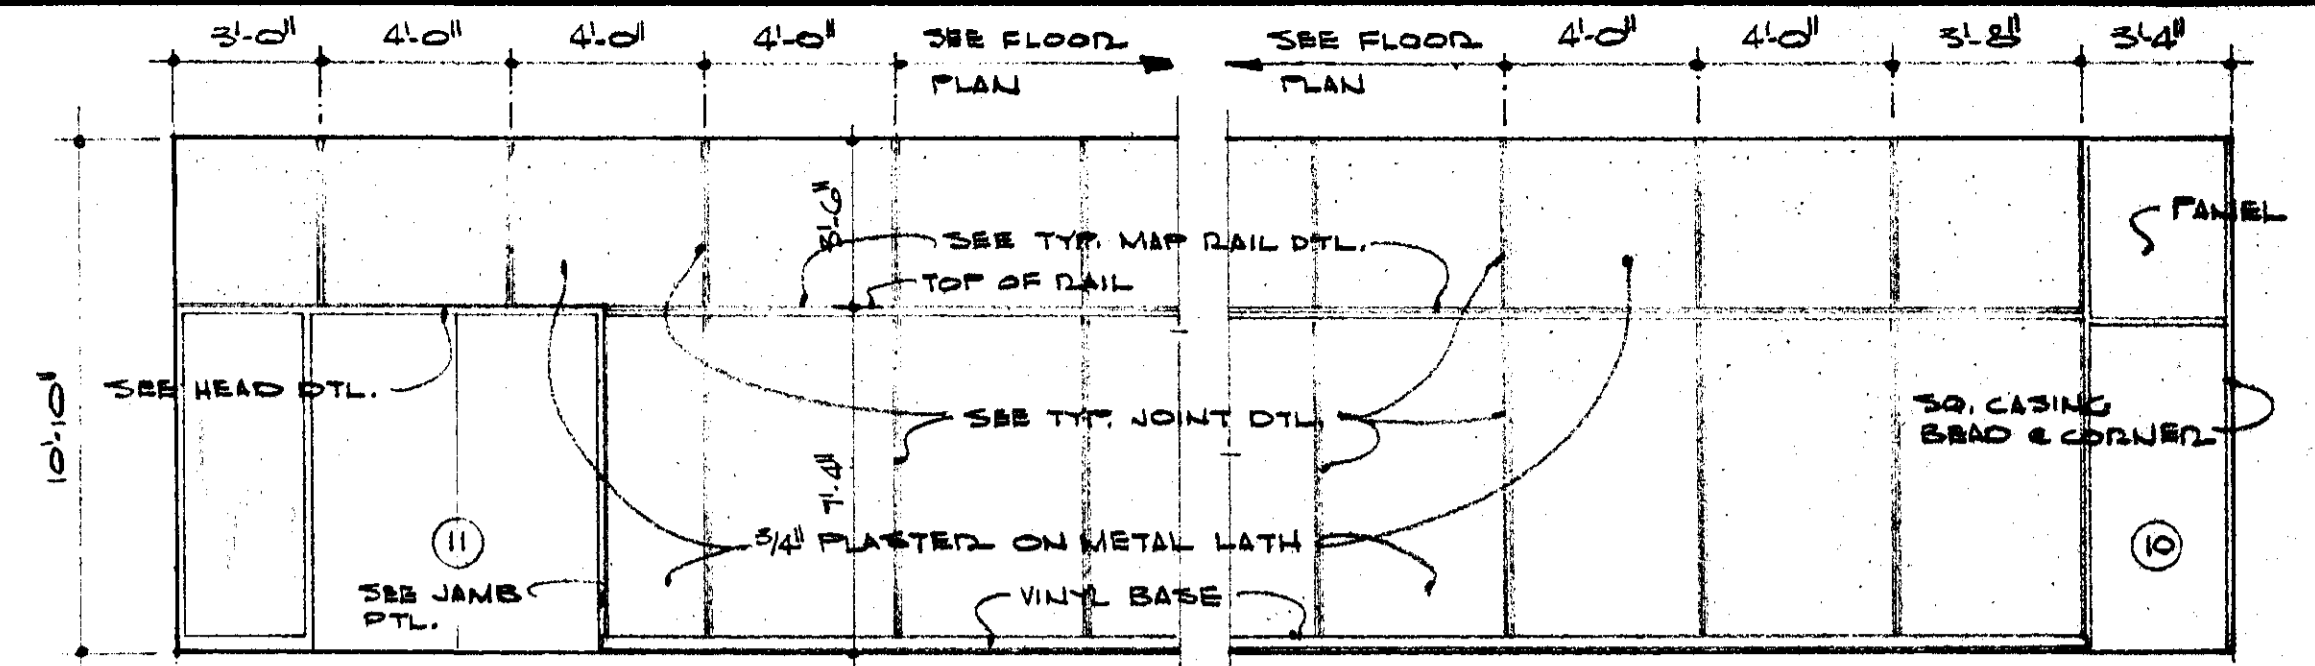 3'-0" 4'-0" 4'-0" 4'-0" SEE FLOOR SEE FLOOR 4'-0" 4'-0" 3'-8" 3'-4"
PLAN PLAN
3'-6"
PANEL
SEE TYP. MAP RAIL DTL.
TOP OF RAIL
10'-10"
SEE HEAD DTL.
SEE TYP. JOINT DTL.
SQ. CASING
BEAD @ CORNER
7'-4"
11
3/4" PLASTER ON METAL LATH
10
SEE JAMB
DTL.
VINYL BASE